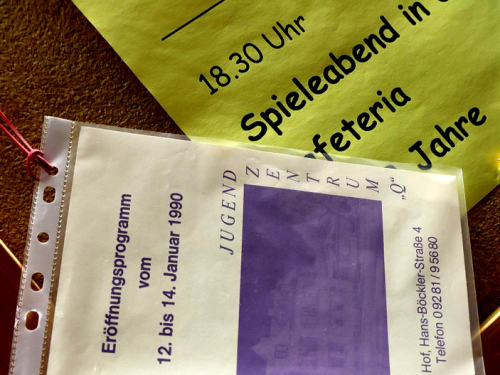 18.30 Uhr
Spieleabend in
Jahre
Eröffnungsprogramm
vom
12. bis 14. Januar 1990
JUGEND
ZENTRUM
„Q“
Hof, Hans-Böckler-Straße 4
Telefon 09281/95680